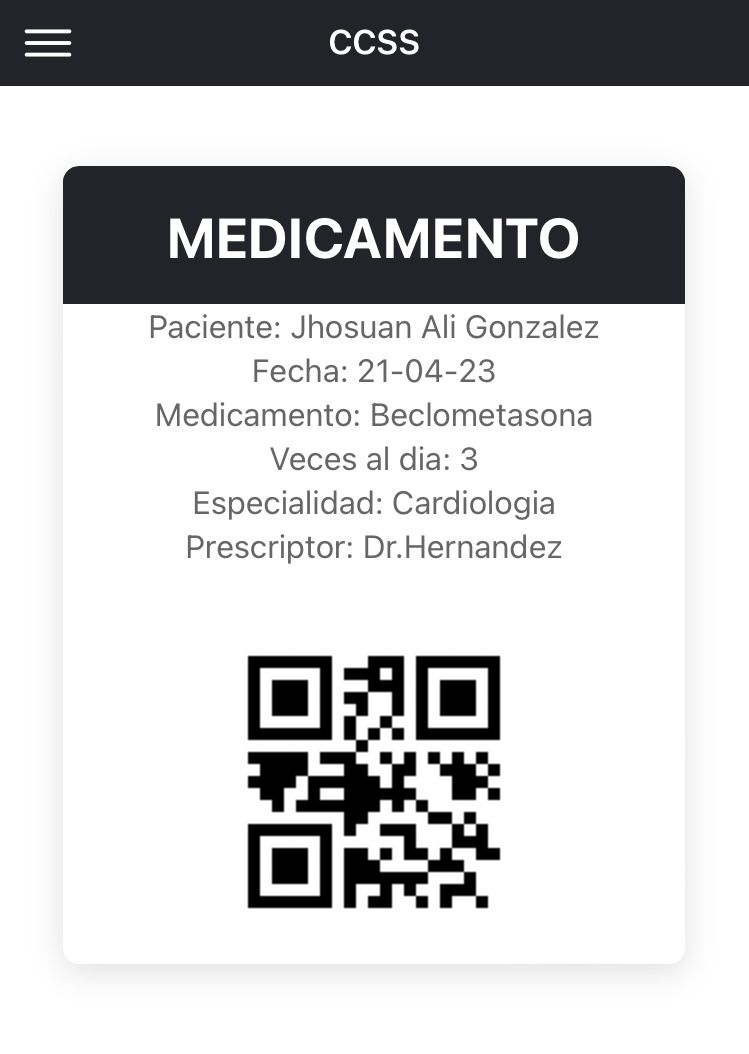 CCSS
MEDICAMENTO
Paciente: Jhosuan Ali Gonzalez
Fecha: 21-04-23
Medicamento: Beclometasona
Veces al dia: 3
Especialidad: Cardiologia
Prescriptor: Dr.Hernandez